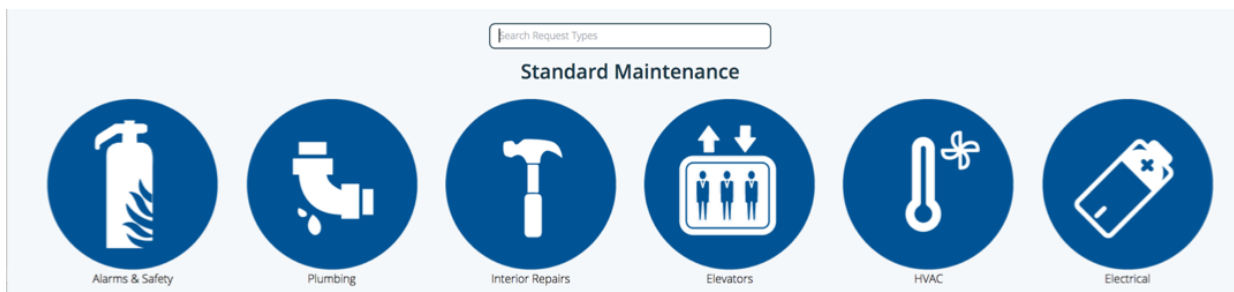 Search Request Types
Standard Maintenance
Alarms & Safety
Plumbing
Interior Repairs
Elevators
HVAC
Electrical